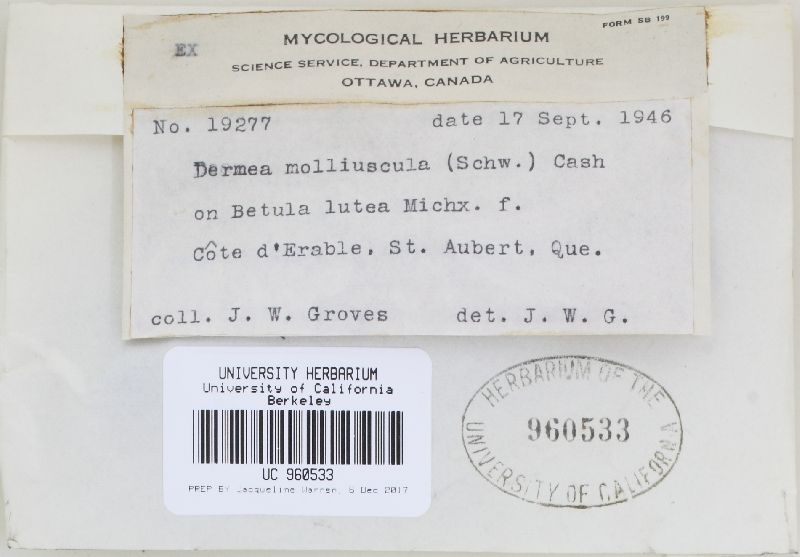 FORM SB 199
EX
MYCOLOGICAL HERBARIUM
SCIENCE SERVICE, DEPARTMENT OF AGRICULTURE
OTTAWA, CANADA
No. 19277 date 17 Sept. 1946
Dermea molliuscula (Schw.) Cash
on Betula lutea Michx. f.
Côte d'Erable, St. Aubert, Que.
coll. J. W. Groves det. J. W. G.
UNIVERSITY HERBARIUM
University of California
Berkeley
UC 960533
PREP BY Jacqueline Warren, 5 Dec 2017
HERBARIUM OF THE
960533
UNIVERSITY OF CALIFORNIA